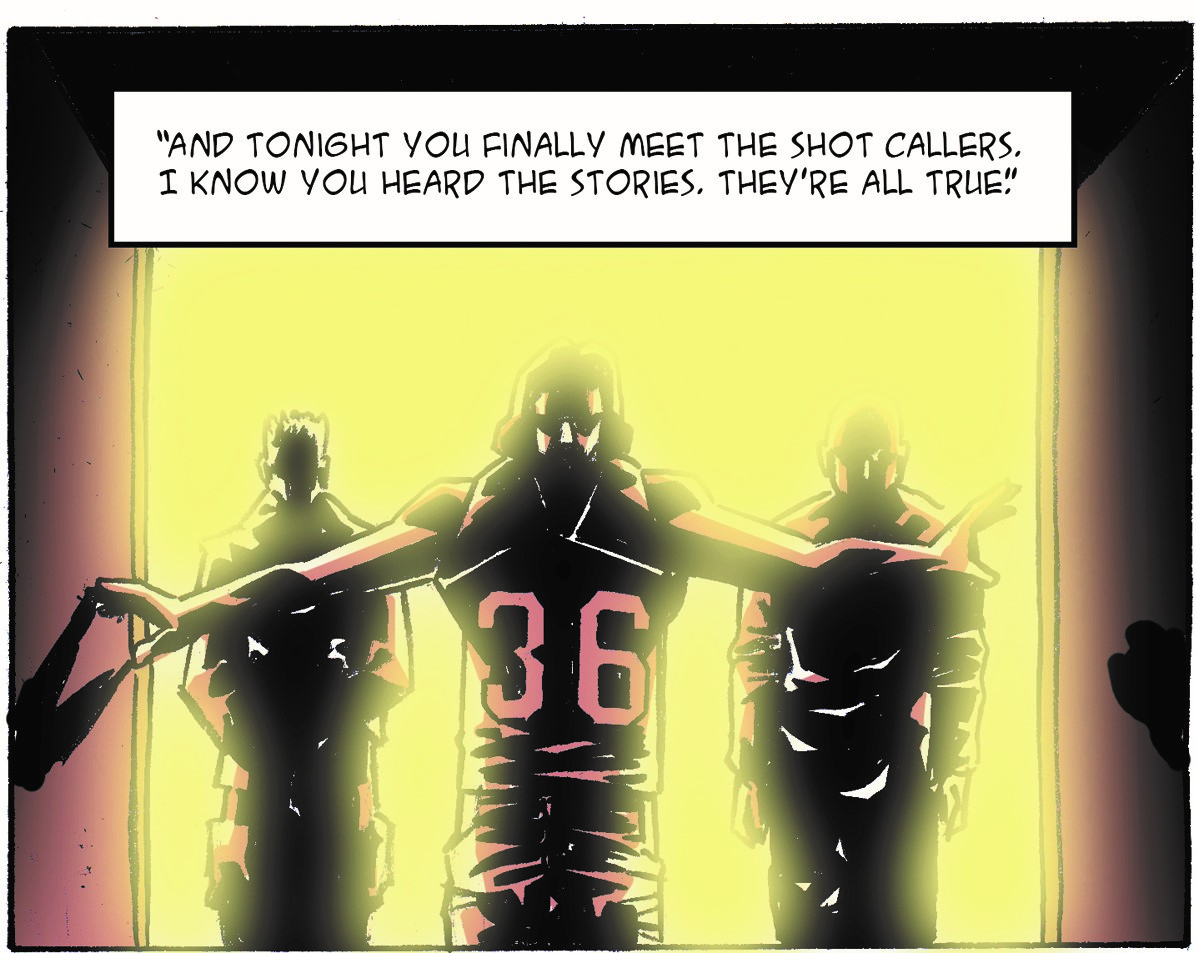 "AND TONIGHT YOU FINALLY MEET THE SHOT CALLERS.
I KNOW YOU HEARD THE STORIES. THEY'RE ALL TRUE."
36